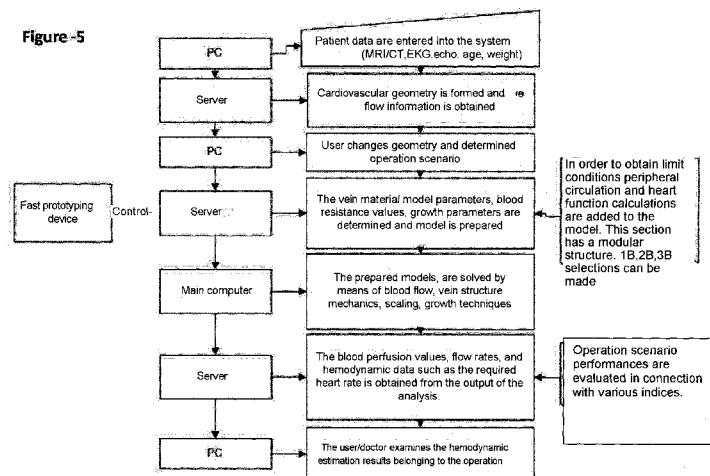 Figure -5
PC
Patient data are entered into the system
(MRI/CT,EKG.echo. age, weight)
Server
Cardiovascular geometry is formed and re
flow information is obtained
PC
User changes geometry and determined
operation scenario
Fast prototyping
device
Control-
Server
The vein material model parameters, blood
resistance values, growth parameters are
determined and model is prepared
In order to obtain limit
conditions peripheral
circulation and heart
function calculations
are added to the
model. This section
has a modular
structure. 1B,2B,3B
selections can be
made
Main computer
The prepared models, are solved by
means of blood flow, vein structure
mechanics, scaling, growth techniques
Server
The blood perfusion values, flow rates, and
hemodynamic data such as the required
heart rate is obtained from the output of the
analysis
Operation scenario
performances are
evaluated in connection
with various indices.
PC
The user/doctor examines the hemodynamic
estimation results belonging to the operation